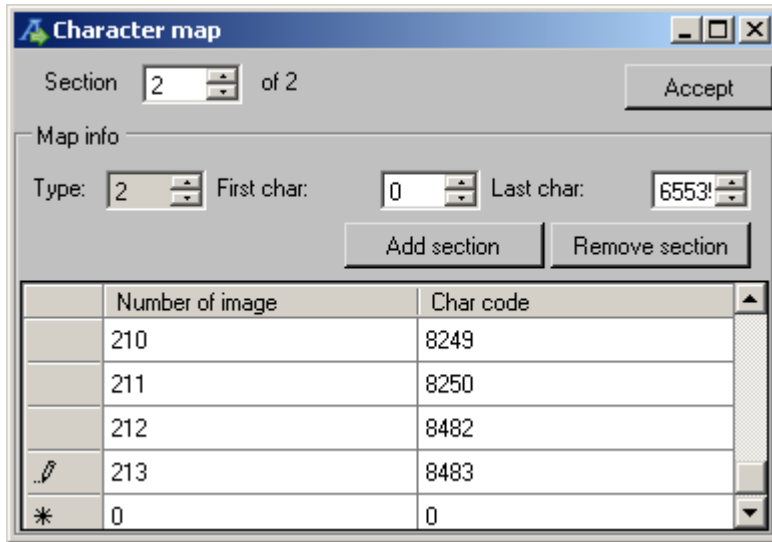 Character map
Section 2 of 2 Accept
Map info
Type: 2 First char: 0 Last char: 6553
Add section Remove section
Number of image Char code
210 8249
211 8250
212 8482
213 8483
0 0